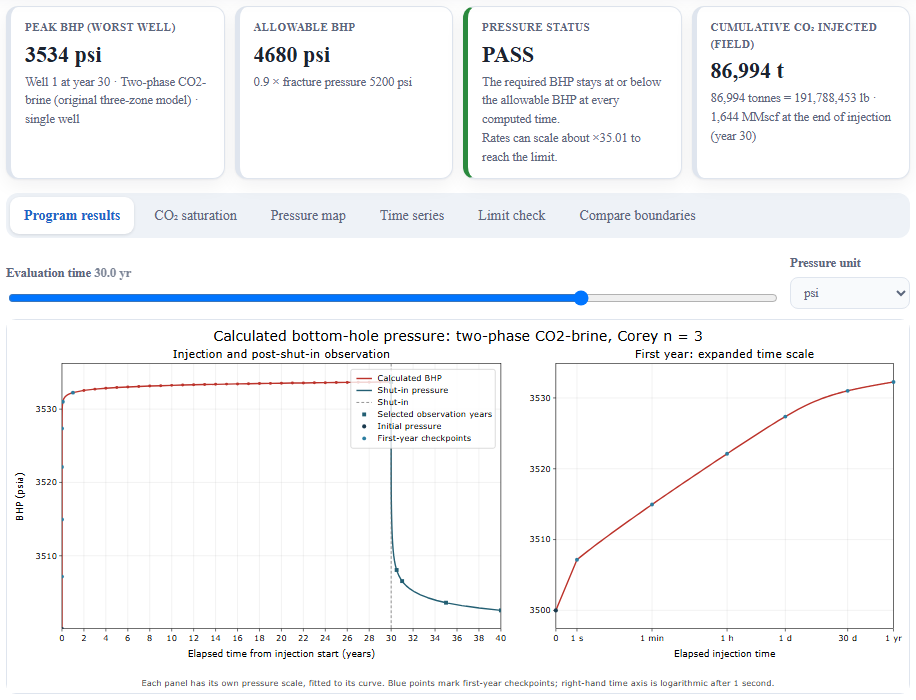 PEAK BHP (WORST WELL)
3534 psi
Well 1 at year 30 · Two-phase CO2-
brine (original three-zone model) ·
single well
ALLOWABLE BHP
4680 psi
0.9 × fracture pressure 5200 psi
PRESSURE STATUS
PASS
The required BHP stays at or below
the allowable BHP at every
computed time.
Rates can scale about ×35.01 to
reach the limit.
CUMULATIVE CO₂ INJECTED
(FIELD)
86,994 t
86,994 tonnes = 191,788,453 lb ·
1,644 MMscf at the end of injection
(year 30)
Program results
CO₂ saturation
Pressure map
Time series
Limit check
Compare boundaries
Evaluation time 30.0 yr
Pressure unit
psi
Calculated bottom-hole pressure: two-phase CO2-brine, Corey n = 3
Injection and post-shut-in observation
3530
3520
3510
BHP (psia)
Calculated BHP
Shut-in pressure
Shut-in
Selected observation years
Initial pressure
First-year checkpoints
0 2 4 6 8 10 12 14 16 18 20 22 24 26 28 30 32 34 36 38 40
Elapsed time from injection start (years)
First year: expanded time scale
3530
3520
3510
3500
0 1 s 1 min 1 h 1 d 30 d 1 yr
Elapsed injection time
Each panel has its own pressure scale, fitted to its curve. Blue points mark first-year checkpoints; right-hand time axis is logarithmic after 1 second.